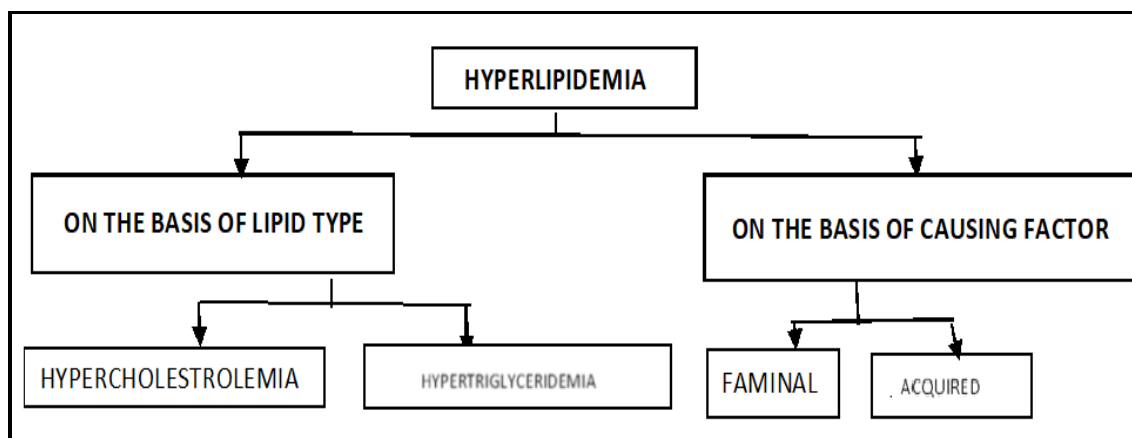 HYPERLIPIDEMIA
ON THE BASIS OF LIPID TYPE
ON THE BASIS OF CAUSING FACTOR
HYPERCHOLESTROLEMIA
HYPERTRIGLYCERIDEMIA
FAMINAL
. ACQUIRED